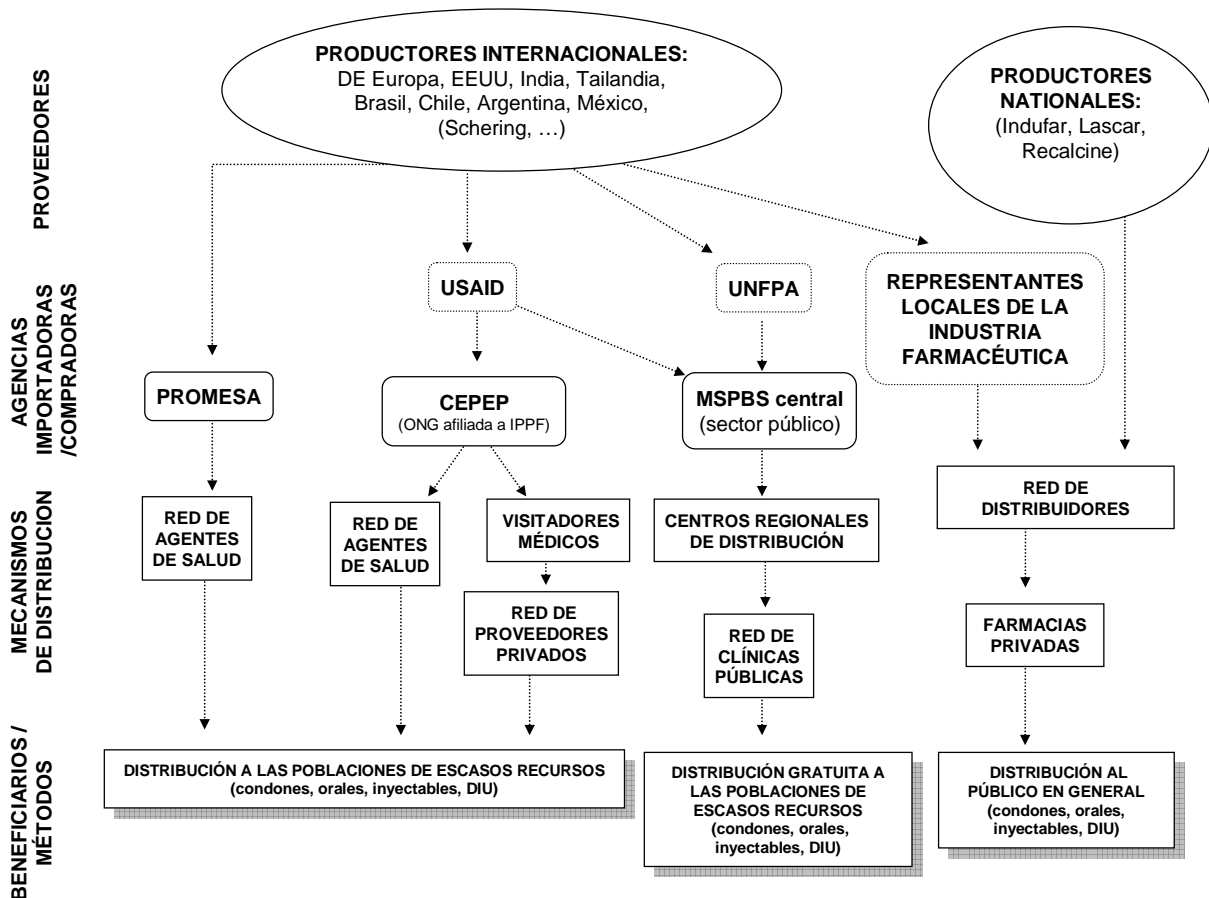 PROVEEDORES
PRODUCTORES INTERNACIONALES:
DE Europa, EEUU, India, Tailandia,
Brasil, Chile, Argentina, México,
(Schering, …)
PRODUCTORES
NATIONALES:
(Indufar, Lascar,
Recalcine)
AGENCIAS
IMPORTADORAS
/COMPRADORAS
USAID
UNFPA
REPRESENTANTES
LOCALES DE LA
INDUSTRIA
FARMACÉUTICA
PROMESA
CEPEP
(ONG afiliada a IPPF)
MSPBS central
(sector público)
MECANISMOS
DE DISTRIBUCION
RED DE
AGENTES
DE SALUD
RED DE
AGENTES
DE SALUD
VISITADORES
MÉDICOS
CENTROS REGIONALES
DE DISTRIBUCIÓN
RED DE
DISTRIBUIDORES
RED DE
PROVEEDORES
PRIVADOS
RED DE
CLÍNICAS
PÚBLICAS
FARMACIAS
PRIVADAS
BENEFICIARIOS /
MÉTODOS
DISTRIBUCIÓN A LAS POBLACIONES DE ESCASOS RECURSOS
(condones, orales, inyectables, DIU)
DISTRIBUCIÓN GRATUITA A
LAS POBLACIONES DE
ESCASOS RECURSOS
(condones, orales,
inyectables, DIU)
DISTRIBUCIÓN AL
PÚBLICO EN GENERAL
(condones, orales,
inyectables, DIU)